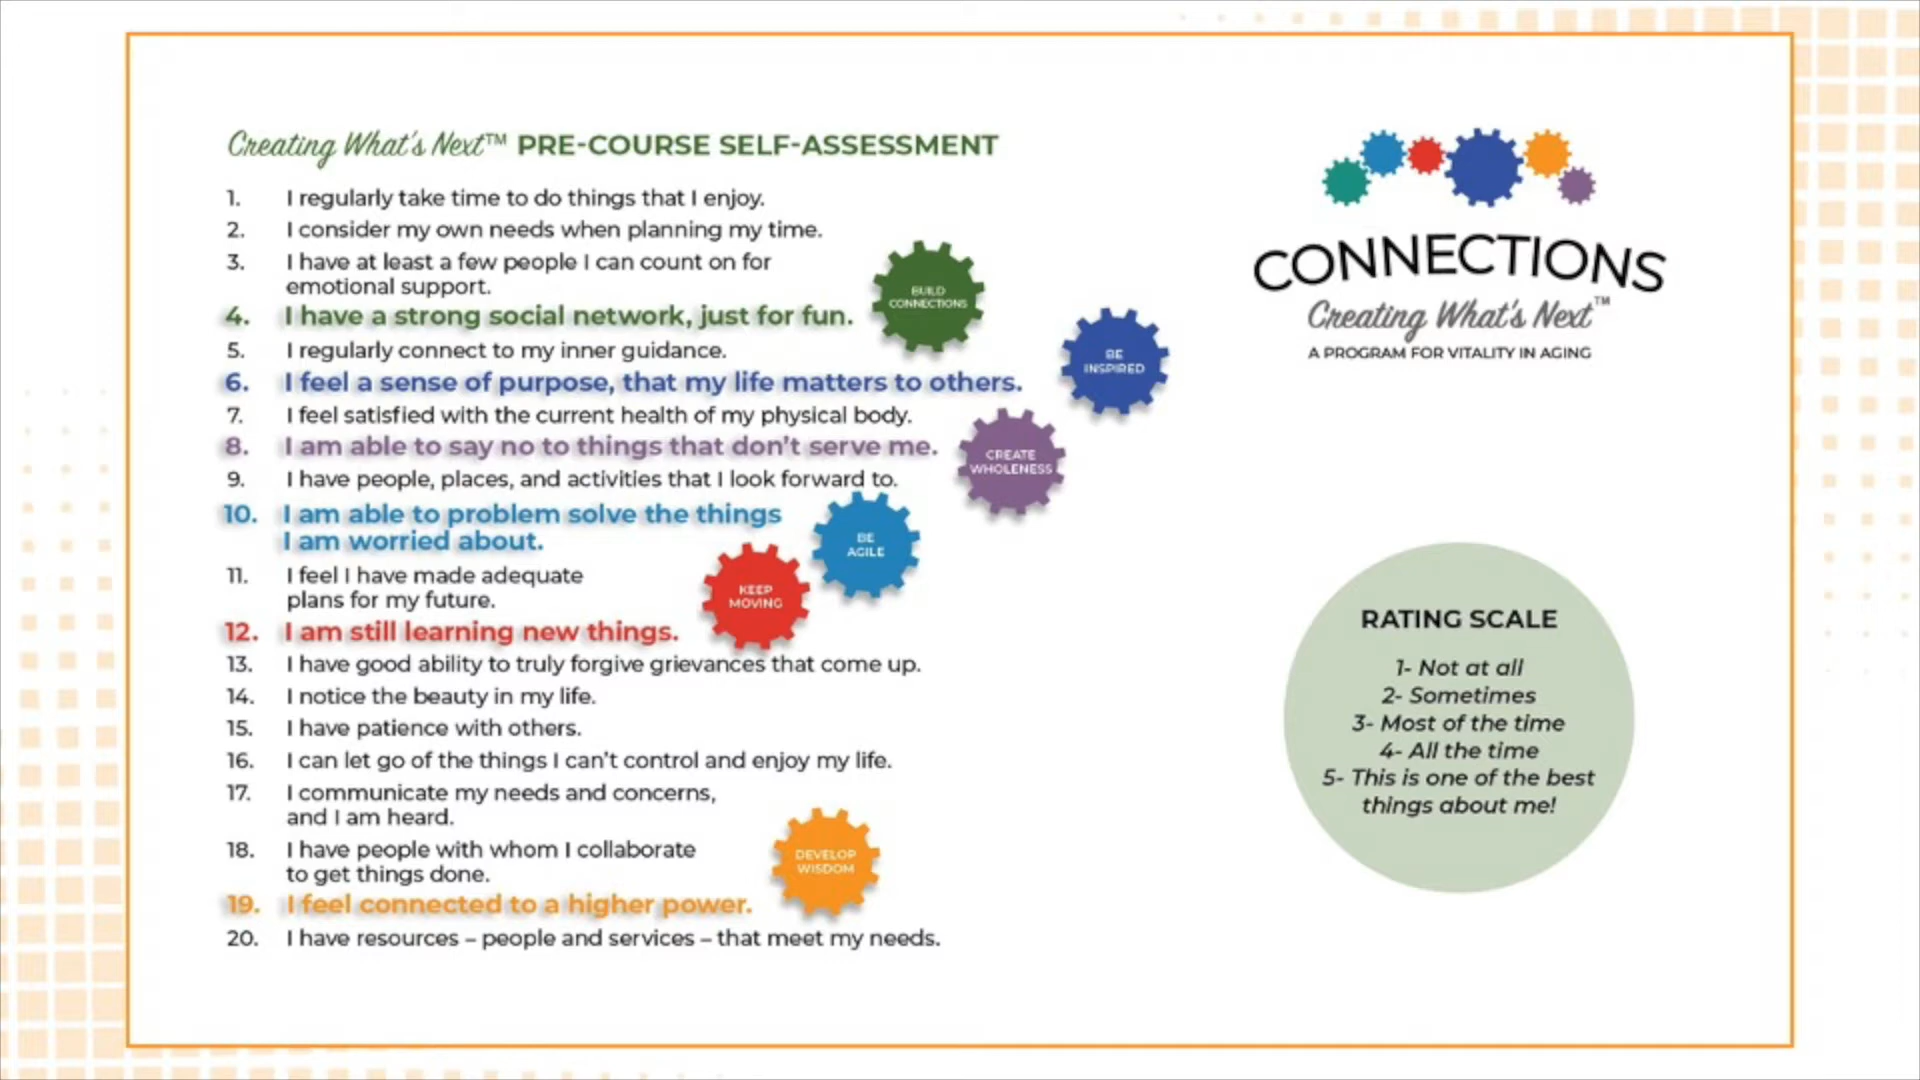 Creating What's Next™ PRE-COURSE SELF-ASSESSMENT
1. I regularly take time to do things that I enjoy.
2. I consider my own needs when planning my time.
3. I have at least a few people I can count on for
emotional support.
4. I have a strong social network, just for fun.
BUILD
CONNECTIONS
5. I regularly connect to my inner guidance.
6. I feel a sense of purpose, that my life matters to others.
BE
INSPIRED
7. I feel satisfied with the current health of my physical body.
8. I am able to say no to things that don't serve me.
CREATE
WHOLENESS
9. I have people, places, and activities that I look forward to.
10. I am able to problem solve the things
I am worried about.
BE
AGILE
11. I feel I have made adequate
plans for my future.
12. I am still learning new things.
KEEP
MOVING
13. I have good ability to truly forgive grievances that come up.
14. I notice the beauty in my life.
15. I have patience with others.
16. I can let go of the things I can't control and enjoy my life.
17. I communicate my needs and concerns,
and I am heard.
18. I have people with whom I collaborate
to get things done.
19. I feel connected to a higher power.
DEVELOP
WISDOM
20. I have resources – people and services – that meet my needs.
CONNECTIONS
Creating What's Next™
A PROGRAM FOR VITALITY IN AGING
RATING SCALE
1- Not at all
2- Sometimes
3- Most of the time
4- All the time
5- This is one of the best
things about me!